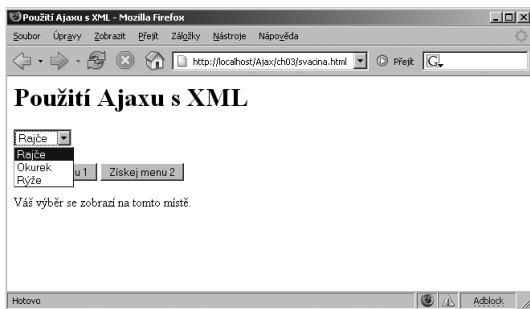 Použití Ajaxu s XML - Mozilla Firefox
Soubor Úpravy Zobrazit Přejít Záložky Nástroje Nápověda
http://localhost/Ajax/ch03/svacina.html Přejít G
Použití Ajaxu s XML
Rajče
Rajče
Okurek
Rýže
u 1 Získej menu 2
Váš výběr se zobrazí na tomto místě.
Hotovo Adblock